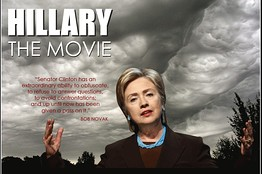 HILLARY
THE MOVIE
"Senator Clinton has an
extraordinary ability to obfuscate,
to refuse to answer questions,
to avoid confrontations,
and up until now has been
given a pass on it."
BOB NOVAK